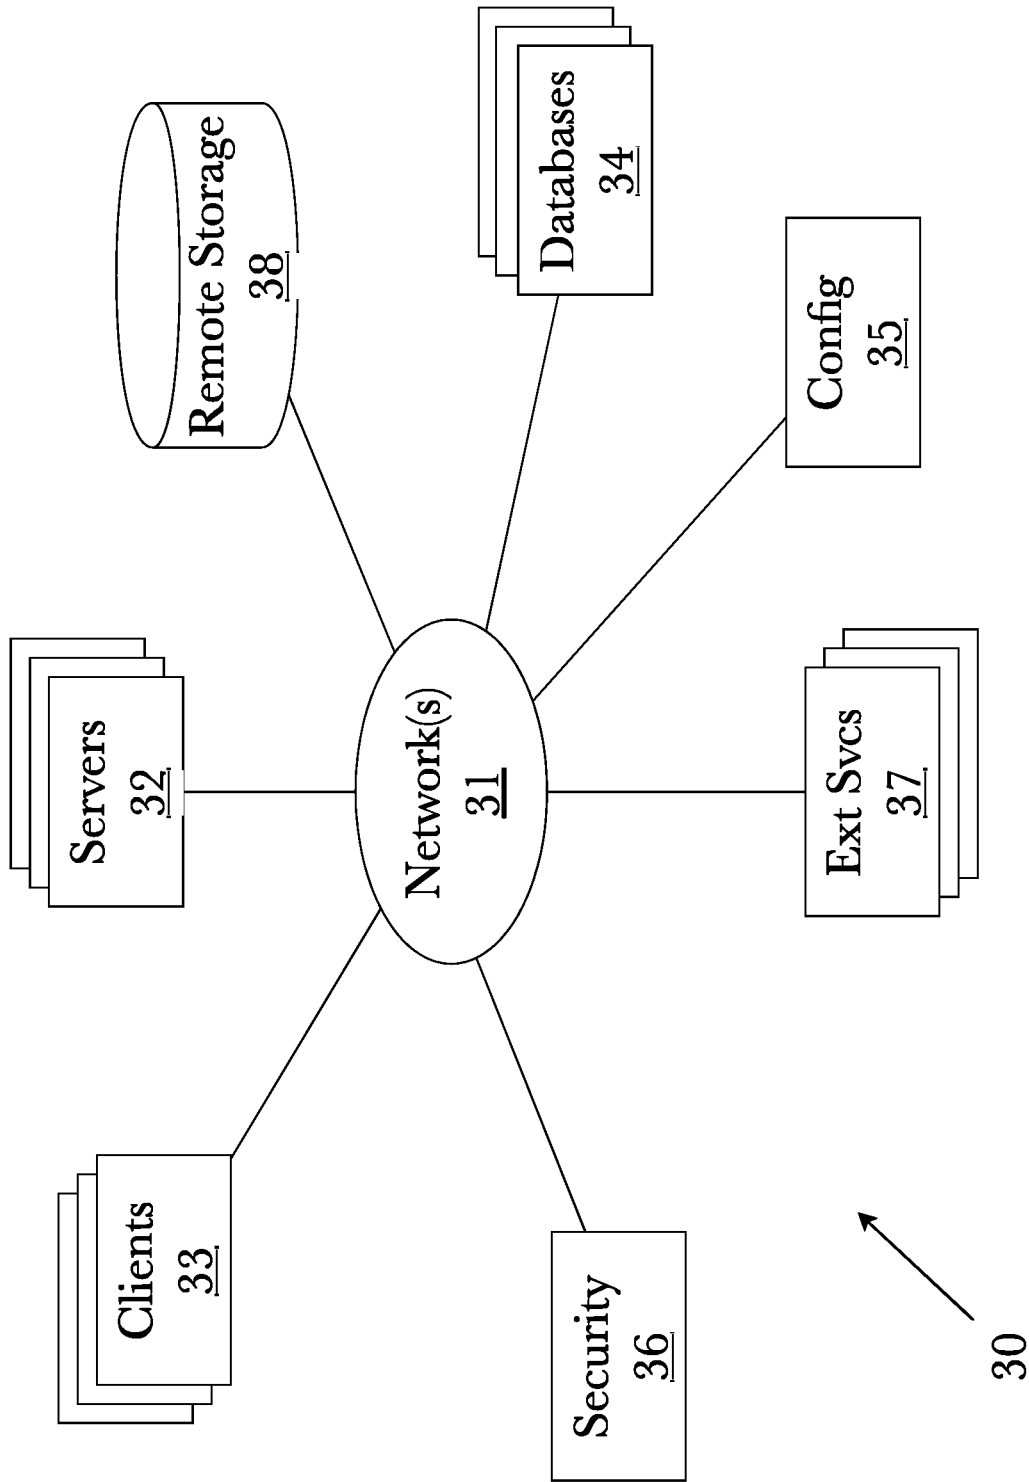 Servers
32
Clients
33
Remote Storage
38
Network(s)
31
Databases
34
Security
36
Ext Svcs
37
Config
35
30